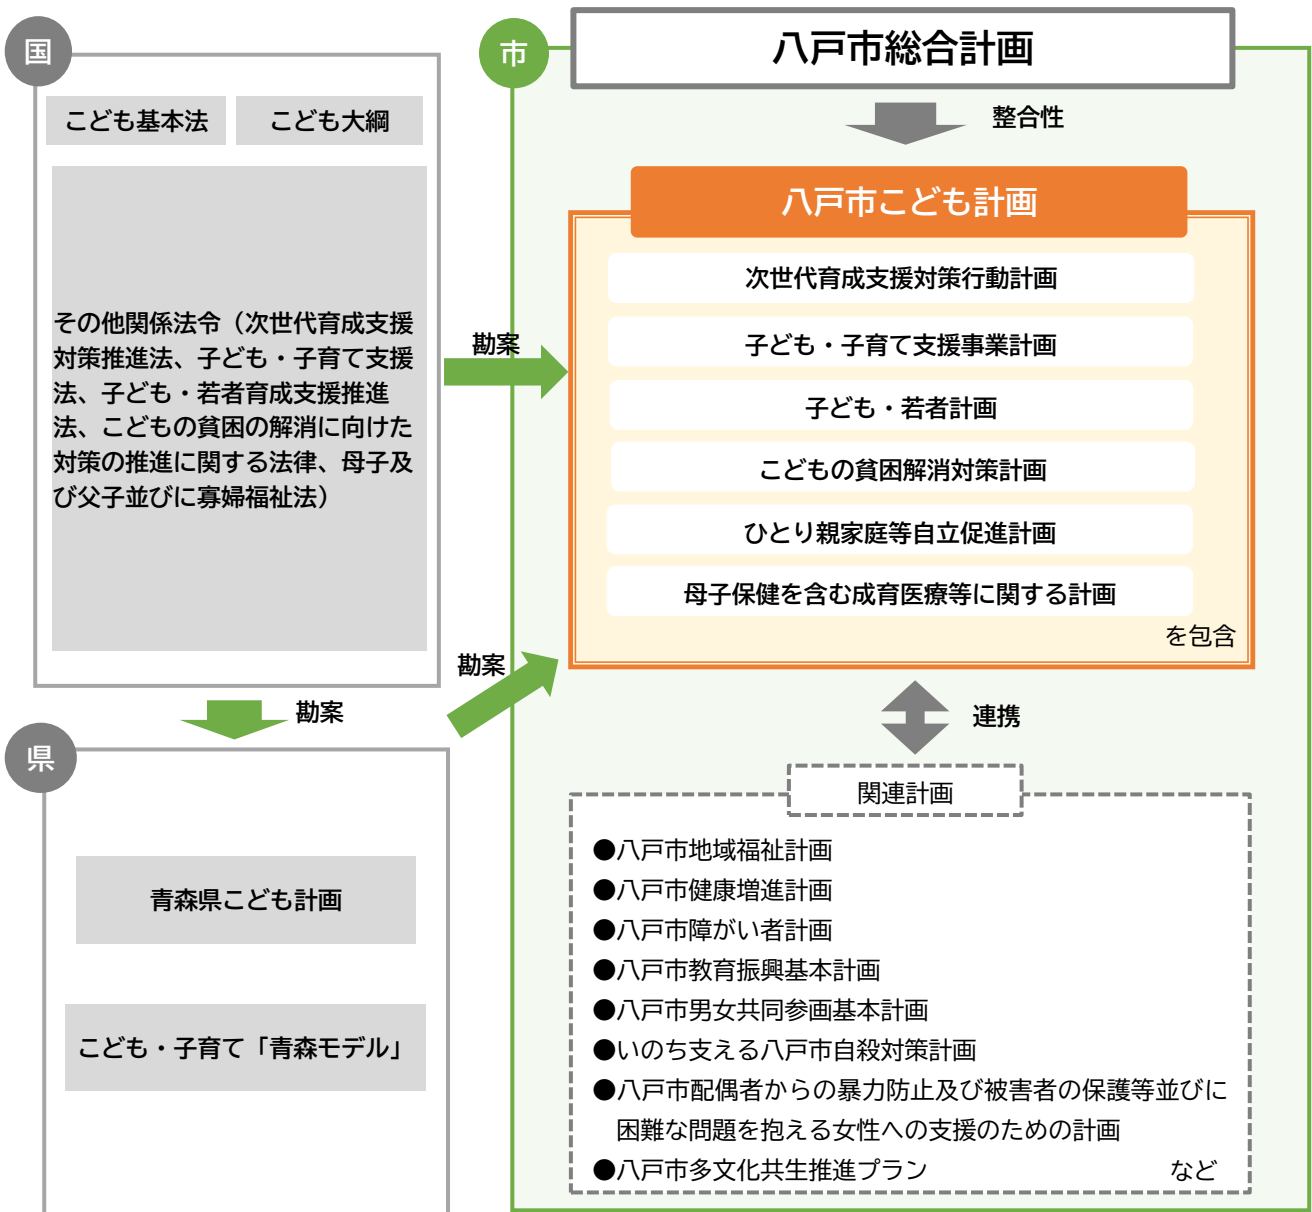 国
こども基本法
こども大綱
その他関係法令（次世代育成支援
対策推進法、子ども・子育て支援
法、子ども・若者育成支援推進
法、こどもの貧困の解消に向けた
対策の推進に関する法律、母子及
び父子並びに寡婦福祉法）
勘案
県
青森県こども計画
こども・子育て「青森モデル」
勘案
勘案
市
八戸市総合計画
整合性
八戸市こども計画
次世代育成支援対策行動計画
子ども・子育て支援事業計画
子ども・若者計画
こどもの貧困解消対策計画
ひとり親家庭等自立促進計画
母子保健を含む成育医療等に関する計画
を包含
連携
関連計画
●八戸市地域福祉計画
●八戸市健康増進計画
●八戸市障がい者計画
●八戸市教育振興基本計画
●八戸市男女共同参画基本計画
●いのち支える八戸市自殺対策計画
●八戸市配偶者からの暴力防止及び被害者の保護等並びに
困難な問題を抱える女性への支援のための計画
●八戸市多文化共生推進プラン など